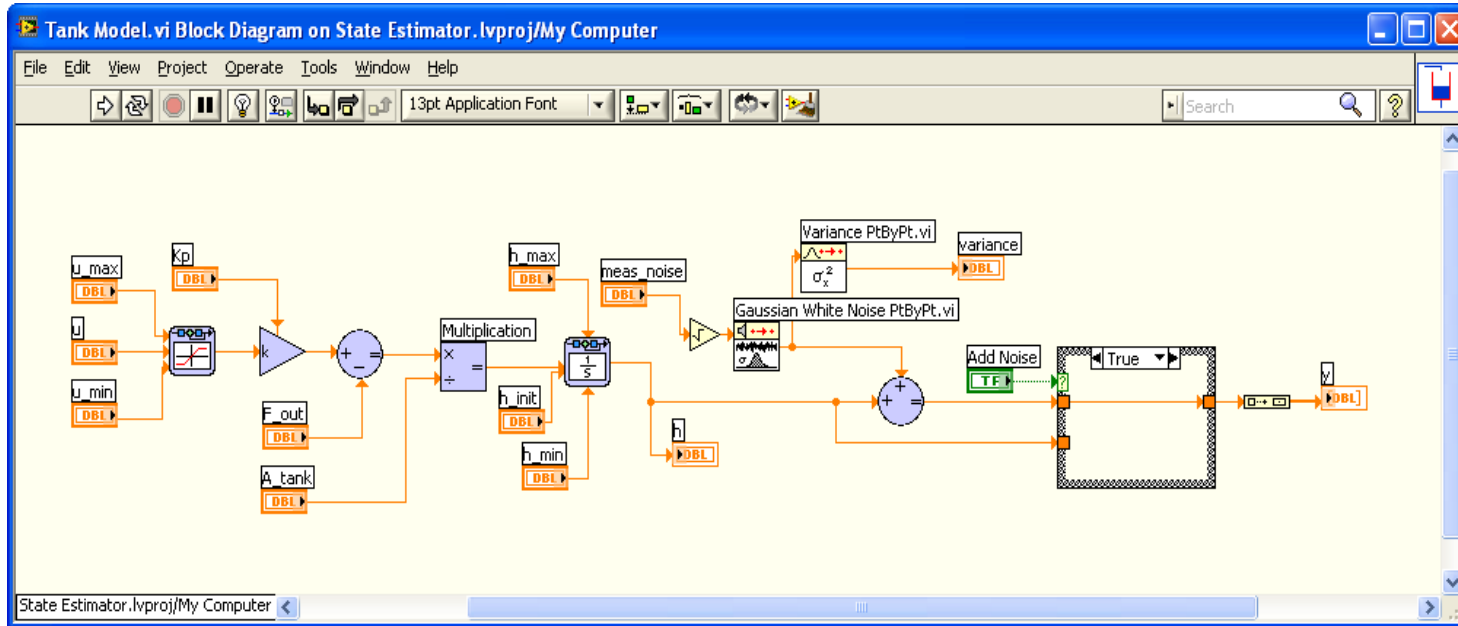 Tank Model.vi Block Diagram on State Estimator.lvproj/My Computer
File Edit View Project Operate Tools Window Help
13pt Application Font
Search
?
u_max
DBL
Kp
DBL
u
DBL
u_min
DBL
k
F_out
DBL
A_tank
DBL
+ − =
Multiplication
× ÷ =
h_max
DBL
h_init
DBL
h_min
DBL
1
s
meas_noise
DBL
√
Variance PtByPt.vi
σx²
variance
DBL
Gaussian White Noise PtByPt.vi
σ
h
DBL
+ + =
Add Noise
TF
?
True
y
DBL]
State Estimator.lvproj/My Computer